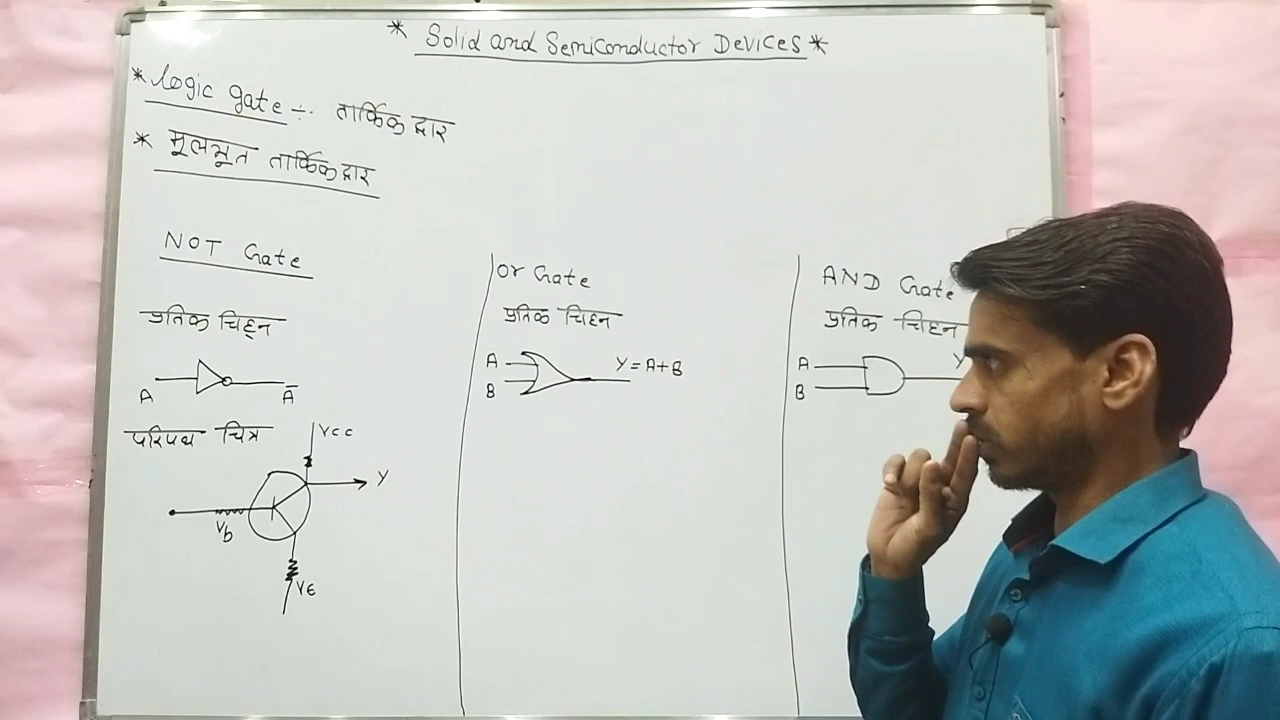 * Solid and Semiconductor Devices *
* Logic gate ÷. तार्किक द्वार
* मूलभूत तार्किक द्वार
NOT Gate
प्रतिक चिह्न
A Ā
परिपथ चित्र
Vcc
Y
Vb
VE
Or Gate
प्रतिक चिह्न
A
B
Y = A+B
AND Gate
प्रतिक चिह्न
A
B
Y